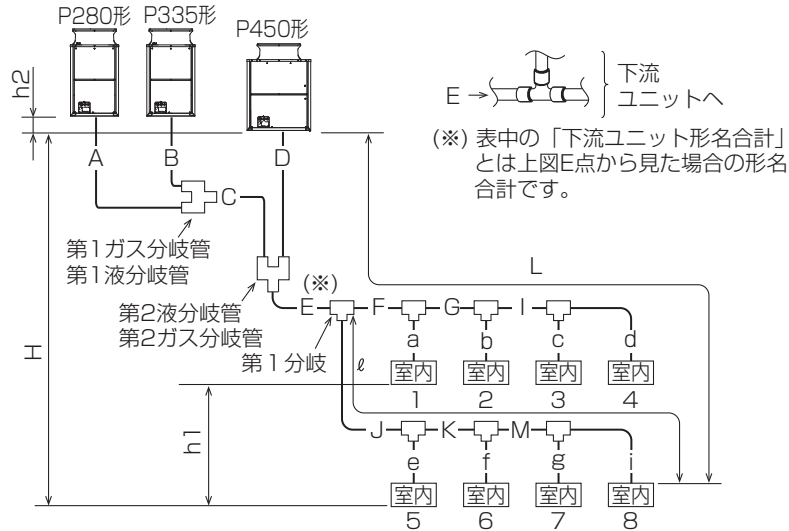 P280形 P335形 P450形
h2
A B D
C
E → 下流
ユニットへ
(※) 表中の「下流ユニット形名合計」
とは上図E点から見た場合の形名
合計です。
第1ガス分岐管
第1液分岐管
L
(※)
第2液分岐管
第2ガス分岐管
第1分岐
E F G I
a b c d
H
ℓ
室内 室内 室内 室内
1 2 3 4
h1
J K M
e f g i
室内 室内 室内 室内
5 6 7 8